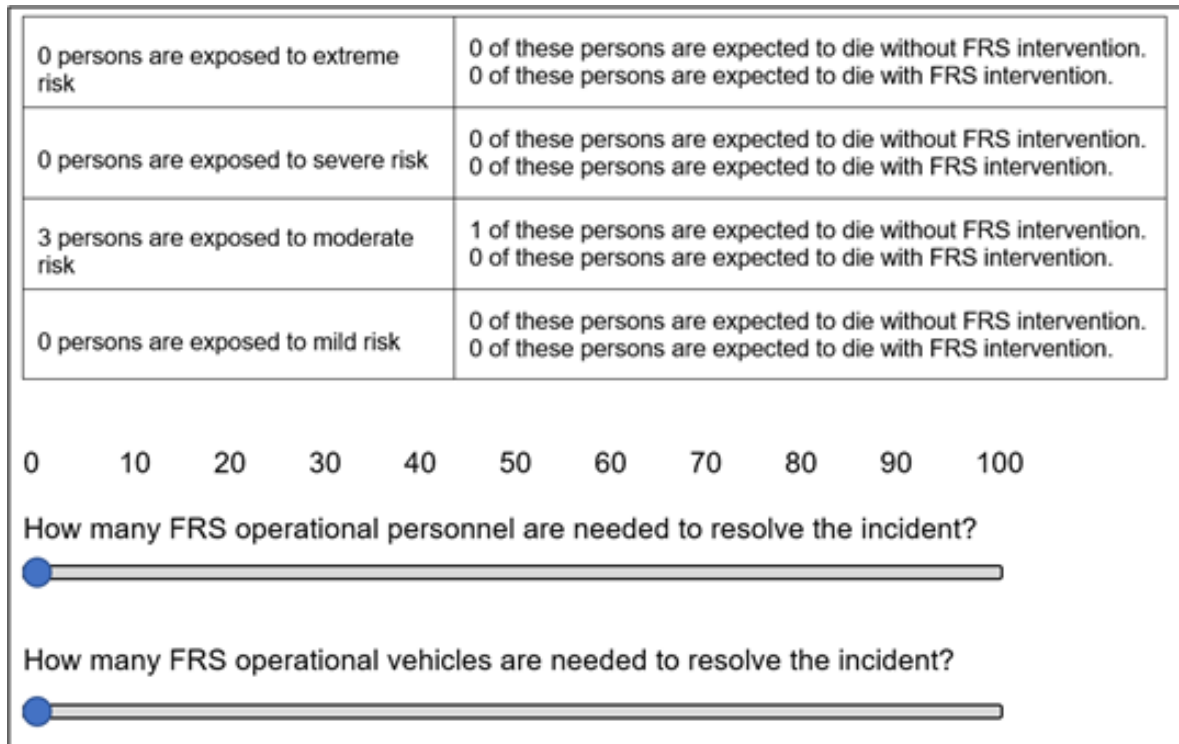 0 persons are exposed to extreme
risk
0 of these persons are expected to die without FRS intervention.
0 of these persons are expected to die with FRS intervention.
0 persons are exposed to severe risk
0 of these persons are expected to die without FRS intervention.
0 of these persons are expected to die with FRS intervention.
3 persons are exposed to moderate
risk
1 of these persons are expected to die without FRS intervention.
0 of these persons are expected to die with FRS intervention.
0 persons are exposed to mild risk
0 of these persons are expected to die without FRS intervention.
0 of these persons are expected to die with FRS intervention.
0 10 20 30 40 50 60 70 80 90 100
How many FRS operational personnel are needed to resolve the incident?
How many FRS operational vehicles are needed to resolve the incident?